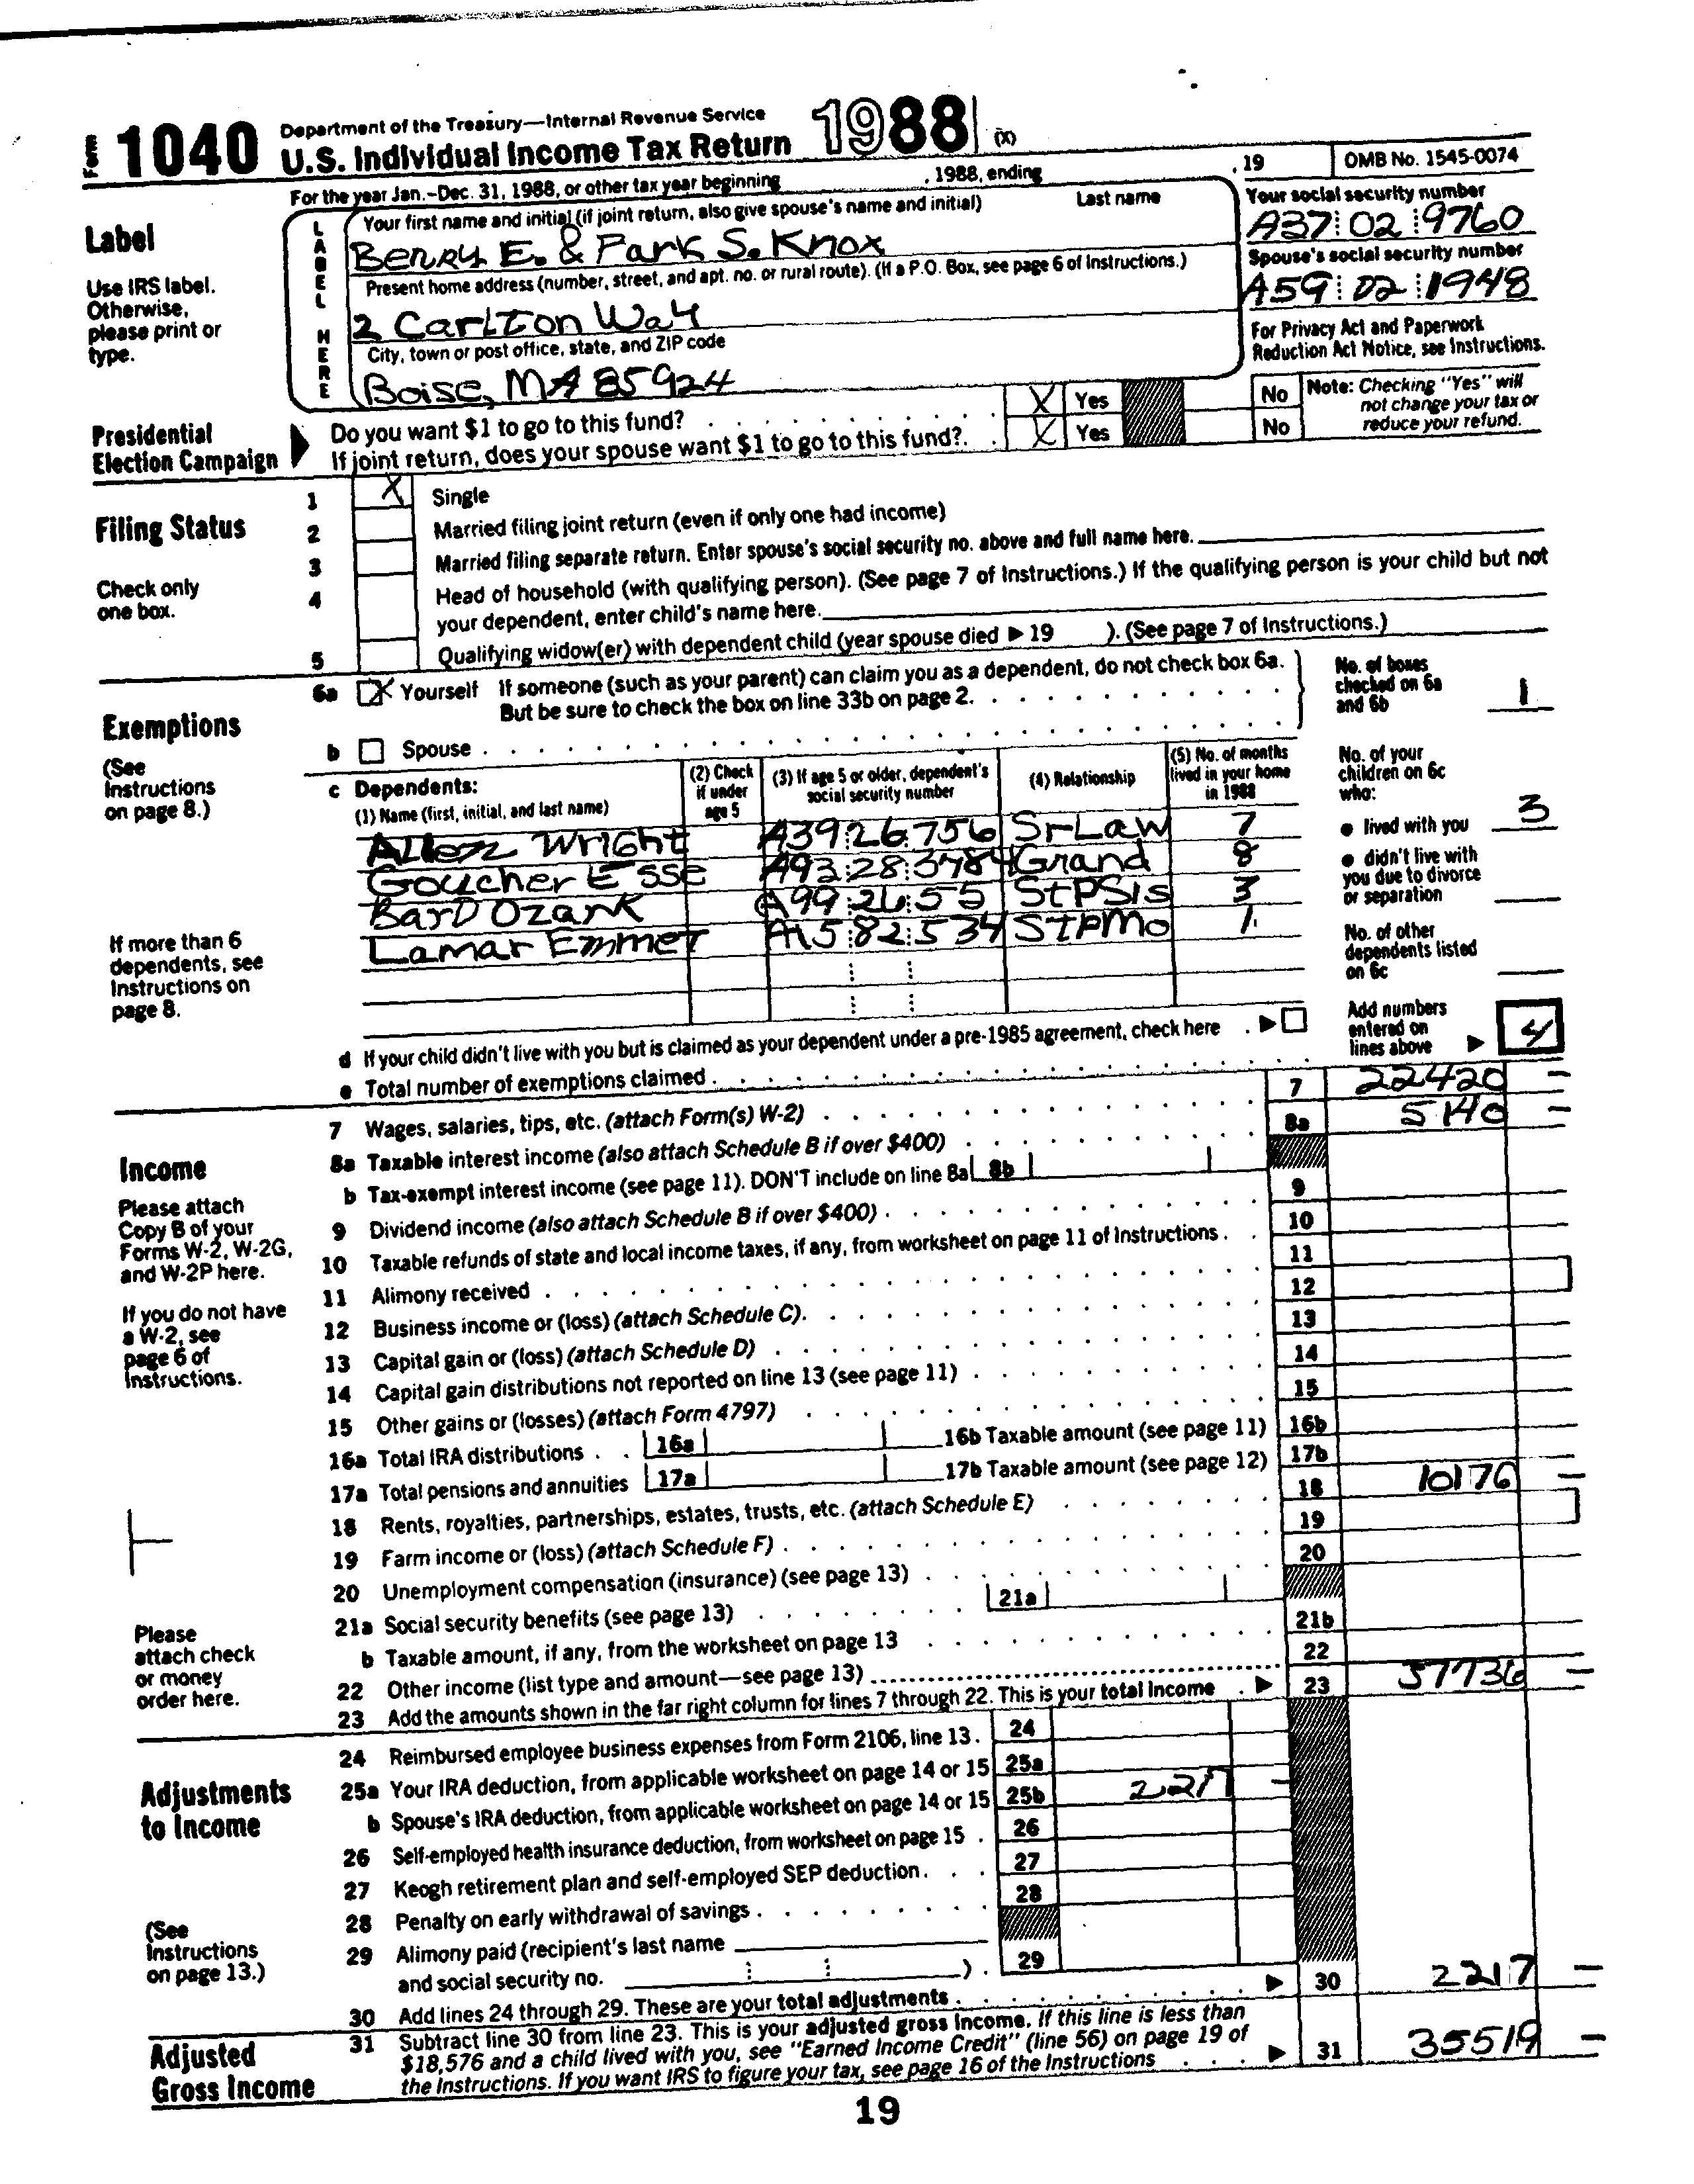 Form 1040 Department of the Treasury—Internal Revenue Service
U.S. Individual Income Tax Return 1988 (X)
For the year Jan.-Dec. 31, 1988, or other tax year beginning , 1988, ending , 19 OMB No. 1545-0074
Label
Use IRS label.
Otherwise,
please print or
type.
LABEL HERE
Your first name and initial (if joint return, also give spouse's name and initial) Last name
Berry E. & Park S. Knox
Present home address (number, street, and apt. no. or rural route). (If a P.O. Box, see page 6 of Instructions.)
2 Carlton Way
City, town or post office, state, and ZIP code
Boise, MA 85924
Your social security number
A37 02 9760
Spouse's social security number
A59 02 1948
For Privacy Act and Paperwork
Reduction Act Notice, see Instructions.
Presidential
Election Campaign
Do you want $1 to go to this fund? X Yes No
If joint return, does your spouse want $1 to go to this fund? X Yes No
Note: Checking "Yes" will
not change your tax or
reduce your refund.
Filing Status
Check only
one box.
1 X Single
2 Married filing joint return (even if only one had income)
3 Married filing separate return. Enter spouse's social security no. above and full name here.
4 Head of household (with qualifying person). (See page 7 of Instructions.) If the qualifying person is your child but not
your dependent, enter child's name here.
5 Qualifying widow(er) with dependent child (year spouse died ▶ 19 ). (See page 7 of Instructions.)
Exemptions
(See
Instructions
on page 8.)
If more than 6
dependents, see
Instructions on
page 8.
6a X Yourself If someone (such as your parent) can claim you as a dependent, do not check box 6a.
But be sure to check the box on line 33b on page 2.
b Spouse
No. of boxes
checked on 6a
and 6b 1
c Dependents:
(1) Name (first, initial, and last name)
(2) Check
if under
age 5
(3) If age 5 or older, dependent's
social security number
(4) Relationship
(5) No. of months
lived in your home
in 1988
Allen Wright A39 26 756 SrLaw 7
Goucher Esse A93 28 3784 Grand 8
Bard Ozark A99 26 55 StPSis 3
Lamar Emmet A15 82 534 StPMo 1
No. of your
children on 6c
who:
● lived with you 3
● didn't live with
you due to divorce
or separation
No. of other
dependents listed
on 6c
Add numbers
entered on
lines above ▶ 4
d If your child didn't live with you but is claimed as your dependent under a pre-1985 agreement, check here ▶
e Total number of exemptions claimed
Income
Please attach
Copy B of your
Forms W-2, W-2G,
and W-2P here.
If you do not have
a W-2, see
page 6 of
Instructions.
Please
attach check
or money
order here.
7 Wages, salaries, tips, etc. (attach Form(s) W-2) 7 22420 –
8a Taxable interest income (also attach Schedule B if over $400) 8a 5140 –
b Tax-exempt interest income (see page 11). DON'T include on line 8a 8b
9 Dividend income (also attach Schedule B if over $400) 9
10 Taxable refunds of state and local income taxes, if any, from worksheet on page 11 of Instructions 10
11 Alimony received 11
12 Business income or (loss) (attach Schedule C) 12
13 Capital gain or (loss) (attach Schedule D) 13
14 Capital gain distributions not reported on line 13 (see page 11) 14
15 Other gains or (losses) (attach Form 4797) 15
16a Total IRA distributions 16a 16b Taxable amount (see page 11) 16b
17a Total pensions and annuities 17a 17b Taxable amount (see page 12) 17b
18 Rents, royalties, partnerships, estates, trusts, etc. (attach Schedule E) 18 10176 –
19 Farm income or (loss) (attach Schedule F) 19
20 Unemployment compensation (insurance) (see page 13) 20
21a Social security benefits (see page 13) 21a
b Taxable amount, if any, from the worksheet on page 13 21b
22 Other income (list type and amount—see page 13) 22
23 Add the amounts shown in the far right column for lines 7 through 22. This is your total income ▶ 23 37736 –
Adjustments
to Income
(See
Instructions
on page 13.)
24 Reimbursed employee business expenses from Form 2106, line 13 24
25a Your IRA deduction, from applicable worksheet on page 14 or 15 25a
b Spouse's IRA deduction, from applicable worksheet on page 14 or 15 25b 2217 –
26 Self-employed health insurance deduction, from worksheet on page 15 26
27 Keogh retirement plan and self-employed SEP deduction 27
28 Penalty on early withdrawal of savings 28
29 Alimony paid (recipient's last name
and social security no. ) 29
30 Add lines 24 through 29. These are your total adjustments ▶ 30 2217 –
Adjusted
Gross Income
31 Subtract line 30 from line 23. This is your adjusted gross income. If this line is less than
$18,576 and a child lived with you, see "Earned Income Credit" (line 56) on page 19 of
the Instructions. If you want IRS to figure your tax, see page 16 of the Instructions ▶ 31 35519 –
19